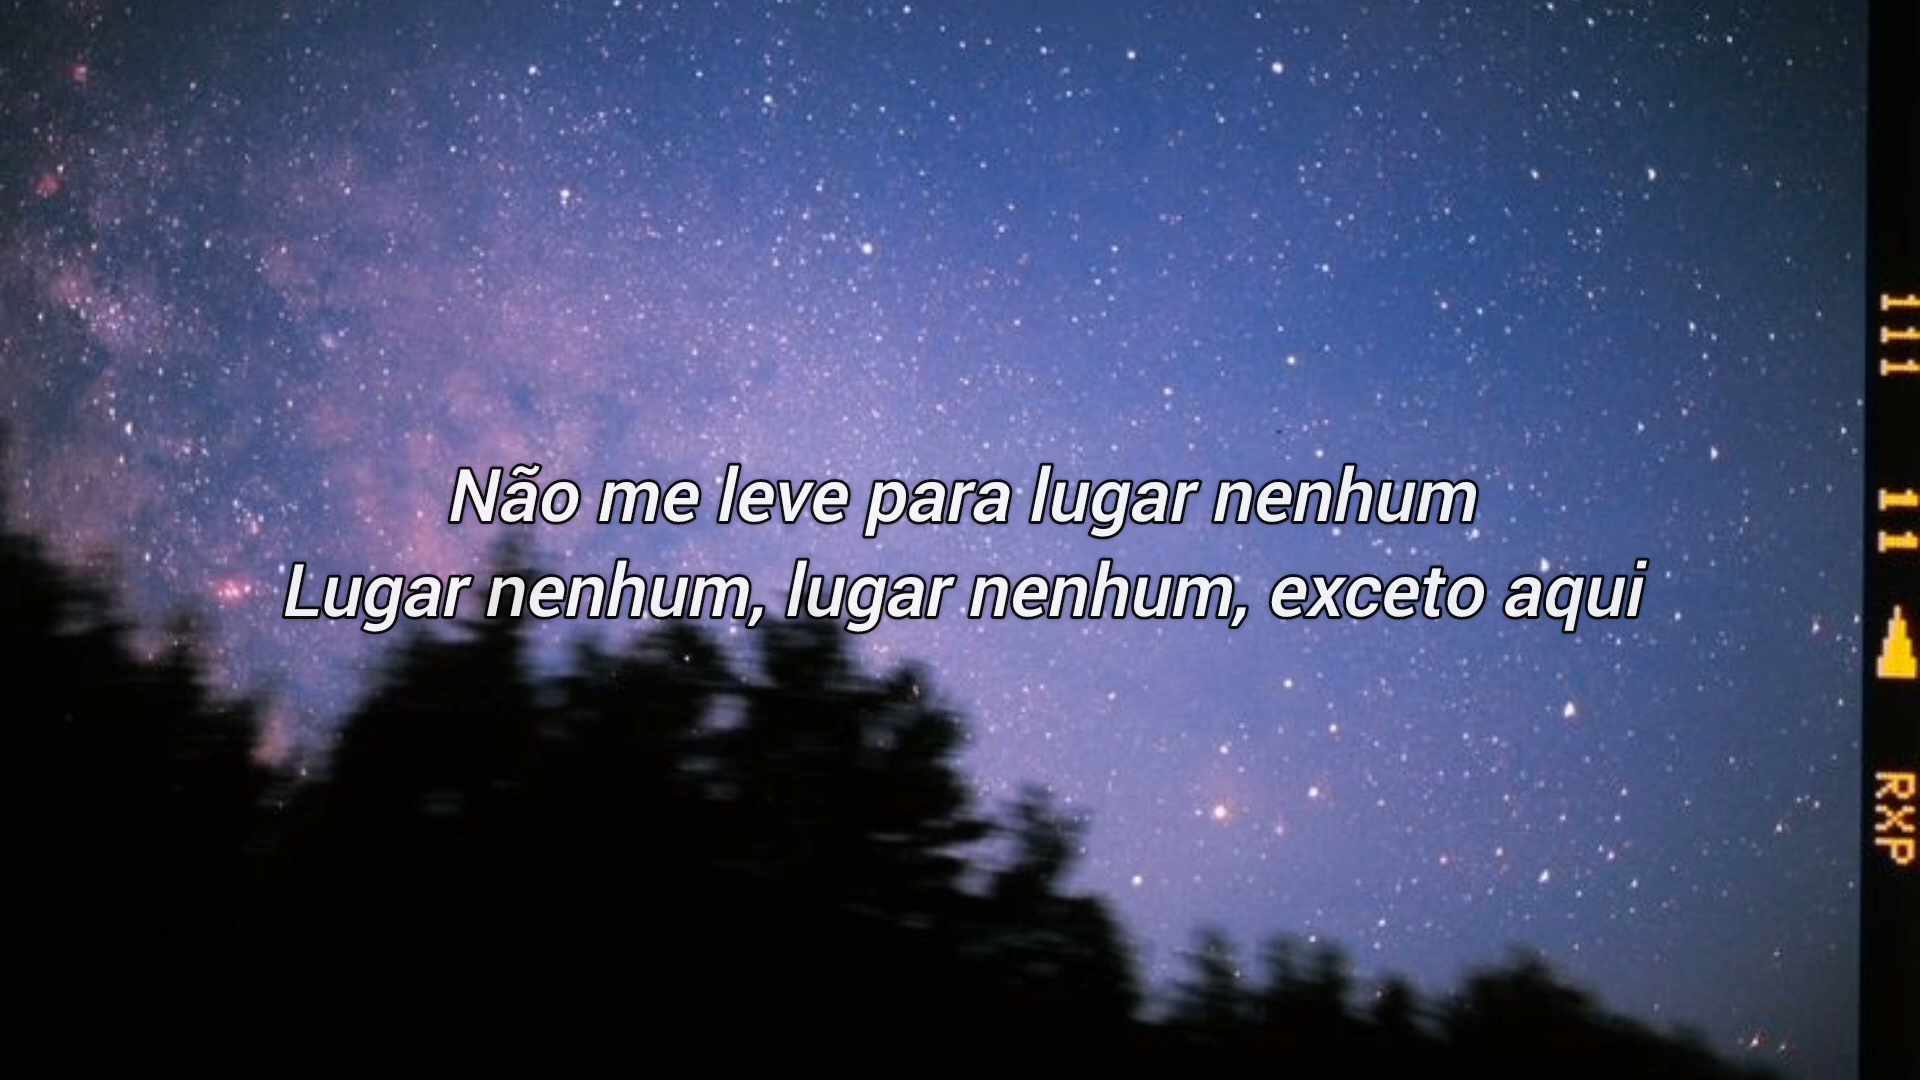 Não me leve para lugar nenhum
Lugar nenhum, lugar nenhum, exceto aqui
111
11
RXP